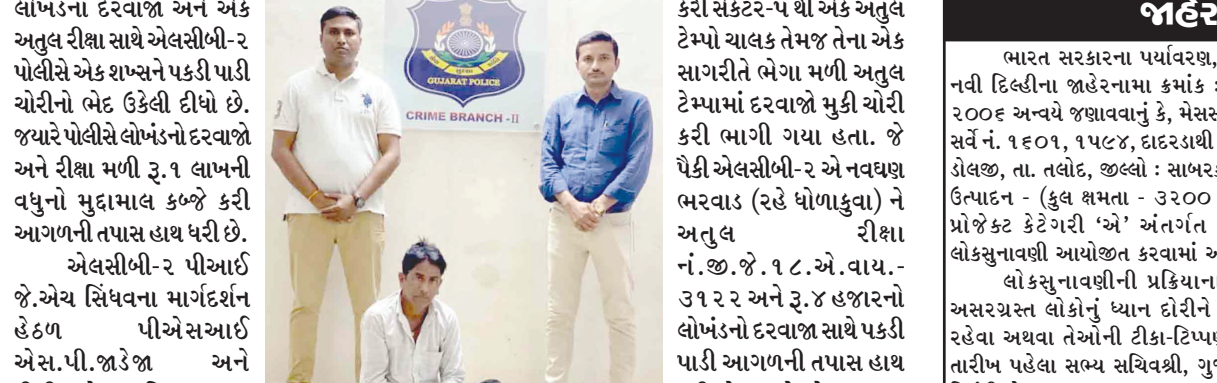 લોખંડના દરવાજા અને એક
અતુલ રીક્ષા સાથે એલસીબી-૨
પોલીસે એક શખ્સને પકડી પાડી
ચોરીનો ભેદ ઉકેલી દીધો છે.
જયારે પોલીસે લોખંડનો દરવાજો
અને રીક્ષા મળી રૂ.૧ લાખની
વધુનો મુદ્દામાલ કબ્જે કરી
આગળની તપાસ હાથ ધરી છે.
એલસીબી-૨ પીઆઈ
જે.એચ સિંધવના માર્ગદર્શન
હેઠળ પીએસઆઈ
એસ.પી.જાડેજા અને
GUJARAT POLICE
CRIME BRANCH -II
કરી સેકટર-પ થી એક અતુલ
ટેમ્પો ચાલક તેમજ તેના એક
સાગરીતે ભેગા મળી અતુલ
ટેમ્પામાં દરવાજો મુકી ચોરી
કરી ભાગી ગયા હતા. જે
પૈકી એલસીબી-૨ એ નવઘણ
ભરવાડ (રહે ધોળાકુવા) ને
અતુલ રીક્ષા
નં.જી.જે.૧૮.એ.વાય.-
૩૧૨૨ અને રૂ.૪ હજારનો
લોખંડનો દરવાજા સાથે પકડી
પાડી આગળની તપાસ હાથ
જાહેર
ભારત સરકારના પર્યાવરણ,
નવી દિલ્હીના જાહેરનામા ક્રમાંક
૨૦૦૬ અન્વયે જણાવવાનું કે, મેસર્સ
સર્વે નં. ૧૬૦૧, ૧૫૯૪, દાદરડાથી
ડોલજી, તા. તલોદ, જીલ્લો : સાબરકાં
ઉત્પાદન - (કુલ ક્ષમતા - ૩૨૦૦
પ્રોજેક્ટ કેટેગરી ‘એ’ અંતર્ગત
લોકસુનાવણી આયોજીત કરવામાં
લોકસુનાવણીની પ્રક્રિયાના
અસરગ્રસ્ત લોકોનું ધ્યાન દોરીને
રહેવા અથવા તેઓની ટીકા-ટિપ્પણ
તારીખ પહેલા સભ્ય સચિવશ્રી,